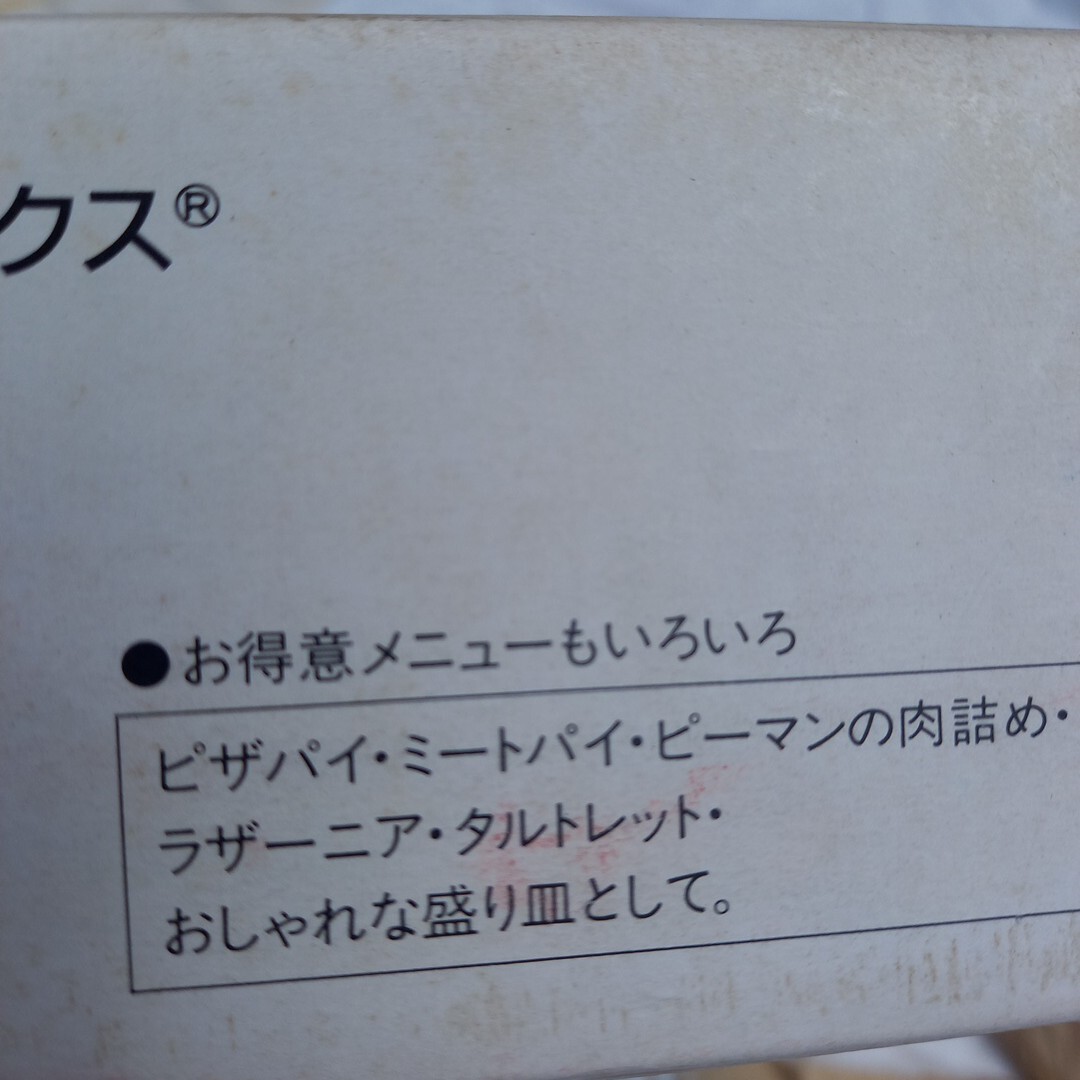 クス®
●お得意メニューもいろいろ
ピザパイ・ミートパイ・ピーマンの肉詰め・
ラザーニア・タルトレット・
おしゃれな盛り皿として。